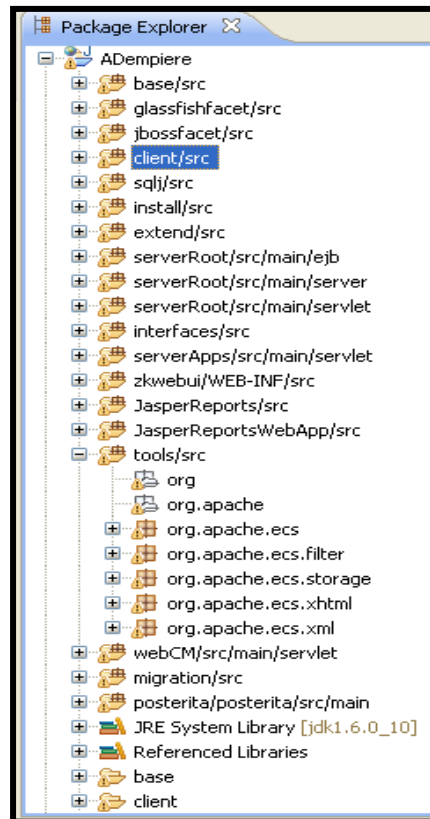 Package Explorer
ADempiere
base/src
glassfishfacet/src
jbossfacet/src
client/src
sqlj/src
install/src
extend/src
serverRoot/src/main/ejb
serverRoot/src/main/server
serverRoot/src/main/servlet
interfaces/src
serverApps/src/main/servlet
zkwebui/WEB-INF/src
JasperReports/src
JasperReportsWebApp/src
tools/src
org
org.apache
org.apache.ecs
org.apache.ecs.filter
org.apache.ecs.storage
org.apache.ecs.xhtml
org.apache.ecs.xml
webCM/src/main/servlet
migration/src
posterita/posterita/src/main
JRE System Library [jdk1.6.0_10]
Referenced Libraries
base
client